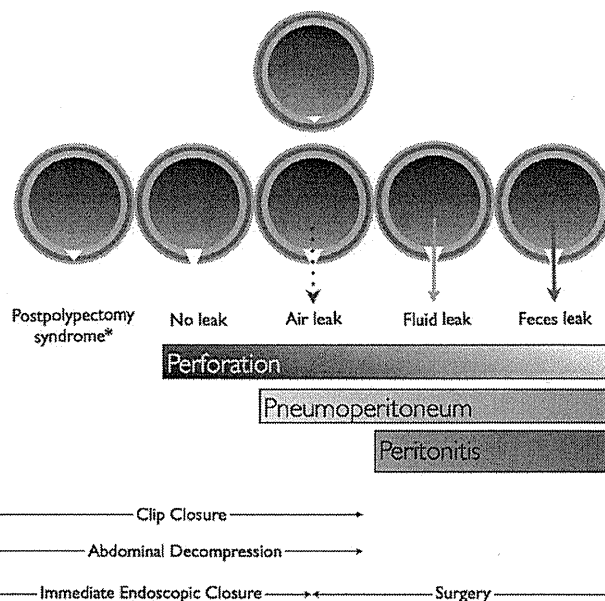 Postpolypectomy
syndrome*
No leak
Air leak
Fluid leak
Feces leak
Perforation
Pneumoperitoneum
Peritonitis
Clip Closure
Abdominal Decompression
Immediate Endoscopic Closure
Surgery